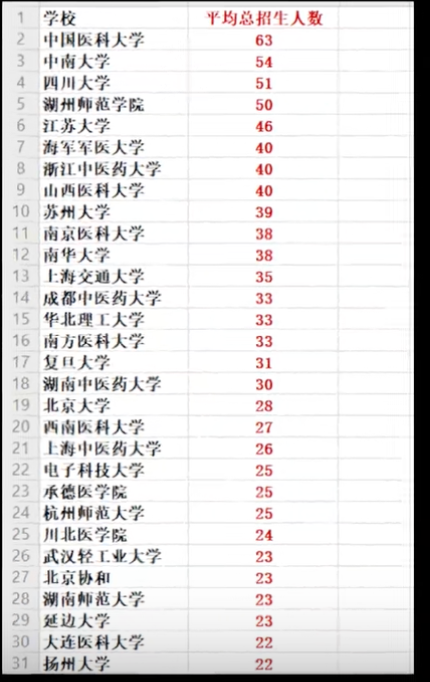 1 学校 平均总招生人数
2 中国医科大学 63
3 中南大学 54
4 四川大学 51
5 湖州师范学院 50
6 江苏大学 46
7 海军军医大学 40
8 浙江中医药大学 40
9 山西医科大学 40
10 苏州大学 39
11 南京医科大学 38
12 南华大学 38
13 上海交通大学 35
14 成都中医药大学 33
15 华北理工大学 33
16 南方医科大学 33
17 复旦大学 31
18 湖南中医药大学 30
19 北京大学 28
20 西南医科大学 27
21 上海中医药大学 26
22 电子科技大学 25
23 承德医学院 25
24 杭州师范大学 25
25 川北医学院 24
26 武汉轻工业大学 23
27 北京协和 23
28 湖南师范大学 23
29 延边大学 23
30 大连医科大学 22
31 扬州大学 22